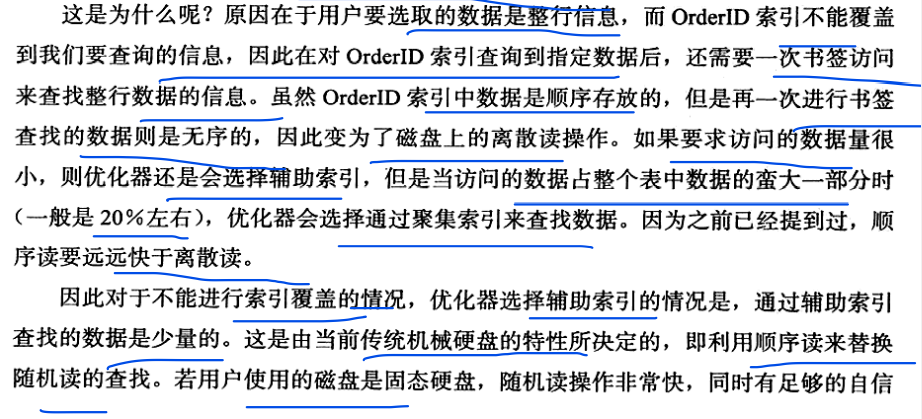 这是为什么呢？原因在于用户要选取的数据是整行信息，而 OrderID 索引不能覆盖
到我们要查询的信息，因此在对 OrderID 索引查询到指定数据后，还需要一次书签访问
来查找整行数据的信息。虽然 OrderID 索引中数据是顺序存放的，但是再一次进行书签
查找的数据则是无序的，因此变为了磁盘上的离散读操作。如果要求访问的数据量很
小，则优化器还是会选择辅助索引，但是当访问的数据占整个表中数据的蛮大一部分时
（一般是 20%左右），优化器会选择通过聚集索引来查找数据。因为之前已经提到过，顺
序读要远远快于离散读。
因此对于不能进行索引覆盖的情况，优化器选择辅助索引的情况是，通过辅助索引
查找的数据是少量的。这是由当前传统机械硬盘的特性所决定的，即利用顺序读来替换
随机读的查找。若用户使用的磁盘是固态硬盘，随机读操作非常快，同时有足够的自信